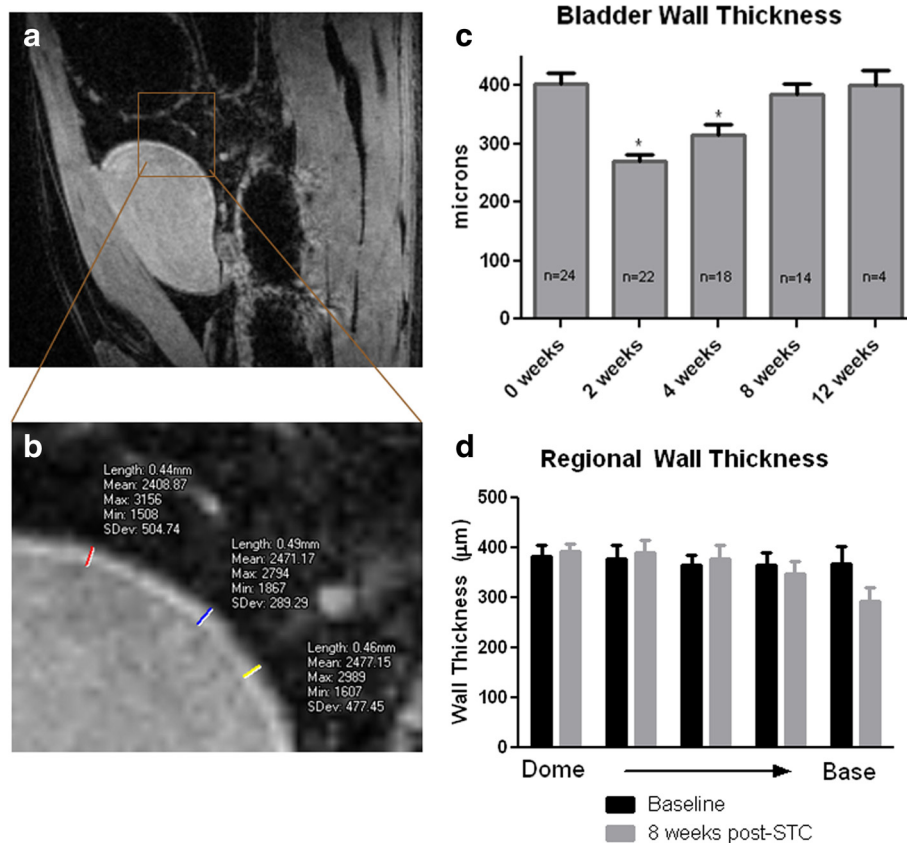 a
b
Length: 0.44mm
Mean: 2408.87
Max: 3156
Min: 1508
SDev: 504.74
Length: 0.49mm
Mean: 2471.17
Max: 2794
Min: 1867
SDev: 289.29
Length: 0.46mm
Mean: 2477.15
Max: 2989
Min: 1607
SDev: 477.45
Bladder Wall Thickness
c
microns
400
300
200
100
0
* *
n=24 n=22 n=18 n=14 n=4
0 weeks 2 weeks 4 weeks 8 weeks 12 weeks
d
Regional Wall Thickness
Wall Thickness (µm)
500
400
300
200
100
0
Dome Base
Baseline
8 weeks post-STC